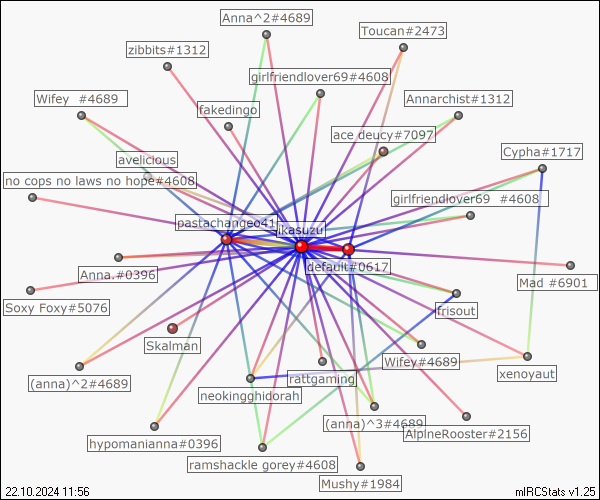 Anna^2#4689
Toucan#2473
zibbits#1312
girlfriendlover69#4608
Wifey  #4689
Annarchist#1312
fakedingo
ace deucy#7097
avelicious
Cypha#1717
no cops no laws no hope#4608
girlfriendlover69  #4608
pastachangeo41
ikasuzu
default#0617
Anna.#0396
Mad #6901
Soxy Foxy#5076
frisout
Skalman
Wifey#4689
(anna)^2#4689
rattgaming
xenoyaut
neokingghidorah
(anna)^3#4689
AlpineRooster#2156
hypomanianna#0396
ramshackle gorey#4608
Mushy#1984
22.10.2024 11:56
mIRCStats v1.25